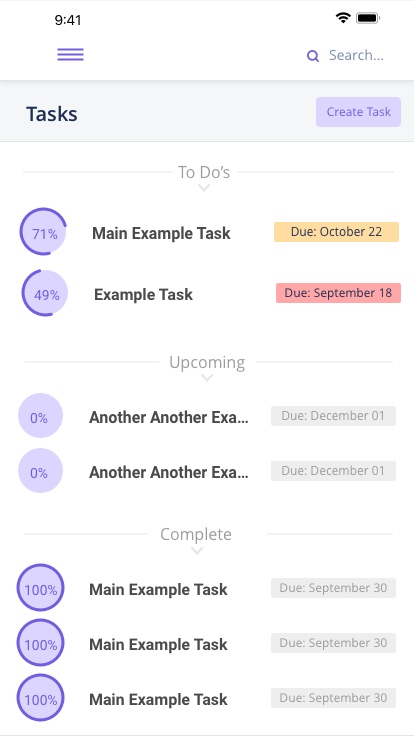 9:41
Search...
Tasks
Create Task
To Do's
71% Main Example Task Due: October 22
49% Example Task Due: September 18
Upcoming
0% Another Another Exa... Due: December 01
0% Another Another Exa... Due: December 01
Complete
100% Main Example Task Due: September 30
100% Main Example Task Due: September 30
100% Main Example Task Due: September 30